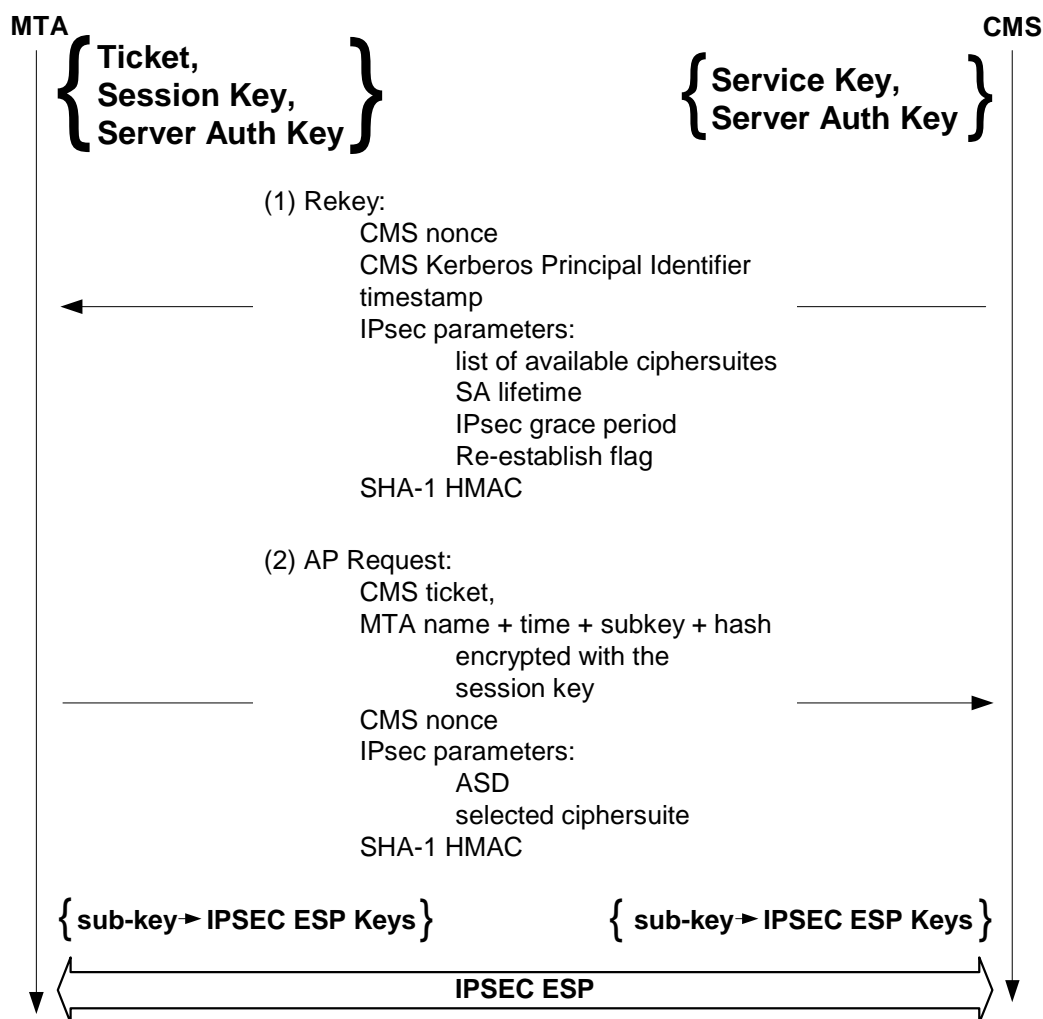 MTA
CMS
Ticket,
Session Key,
Server Auth Key
Service Key,
Server Auth Key
(1) Rekey:
CMS nonce
CMS Kerberos Principal Identifier
timestamp
IPsec parameters:
list of available ciphersuites
SA lifetime
IPsec grace period
Re-establish flag
SHA-1 HMAC
(2) AP Request:
CMS ticket,
MTA name + time + subkey + hash
encrypted with the
session key
CMS nonce
IPsec parameters:
ASD
selected ciphersuite
SHA-1 HMAC
{ sub-key → IPSEC ESP Keys }
{ sub-key → IPSEC ESP Keys }
IPSEC ESP